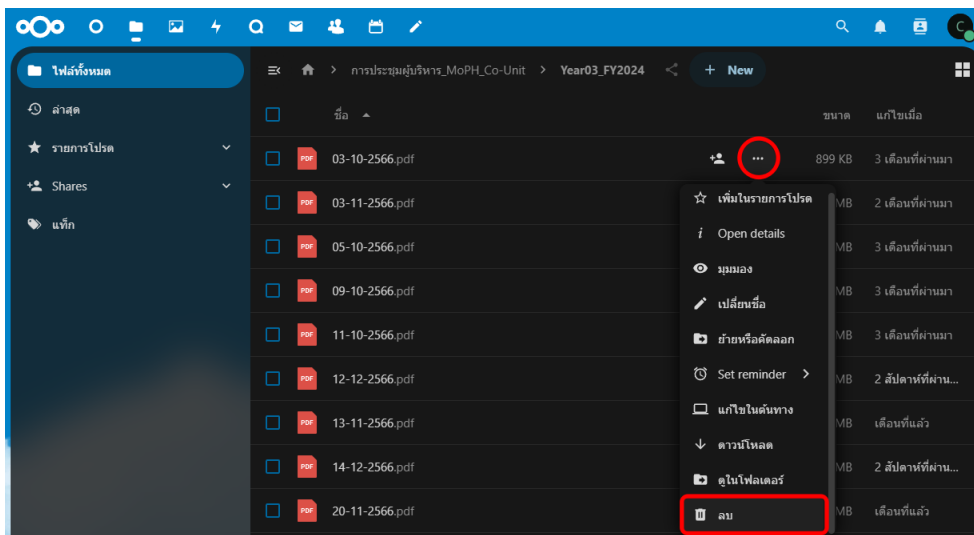 C
ไฟล์ทั้งหมด
ล่าสุด
รายการโปรด
Shares
แท็ก
> การประชุมผู้บริหาร_MoPH_Co-Unit > Year03_FY2024
+ New
ชื่อ
ขนาด
แก้ไขเมื่อ
PDF 03-10-2566.pdf 899 KB 3 เดือนที่ผ่านมา
PDF 03-11-2566.pdf MB 2 เดือนที่ผ่านมา
PDF 05-10-2566.pdf MB 3 เดือนที่ผ่านมา
PDF 09-10-2566.pdf MB 3 เดือนที่ผ่านมา
PDF 11-10-2566.pdf MB 3 เดือนที่ผ่านมา
PDF 12-12-2566.pdf MB 2 สัปดาห์ที่ผ่าน...
PDF 13-11-2566.pdf MB เดือนที่แล้ว
PDF 14-12-2566.pdf MB 2 สัปดาห์ที่ผ่าน...
PDF 20-11-2566.pdf MB เดือนที่แล้ว
เพิ่มในรายการโปรด
i Open details
มุมมอง
เปลี่ยนชื่อ
ย้ายหรือคัดลอก
Set reminder >
แก้ไขในต้นทาง
ดาวน์โหลด
ดูในโฟลเดอร์
ลบ